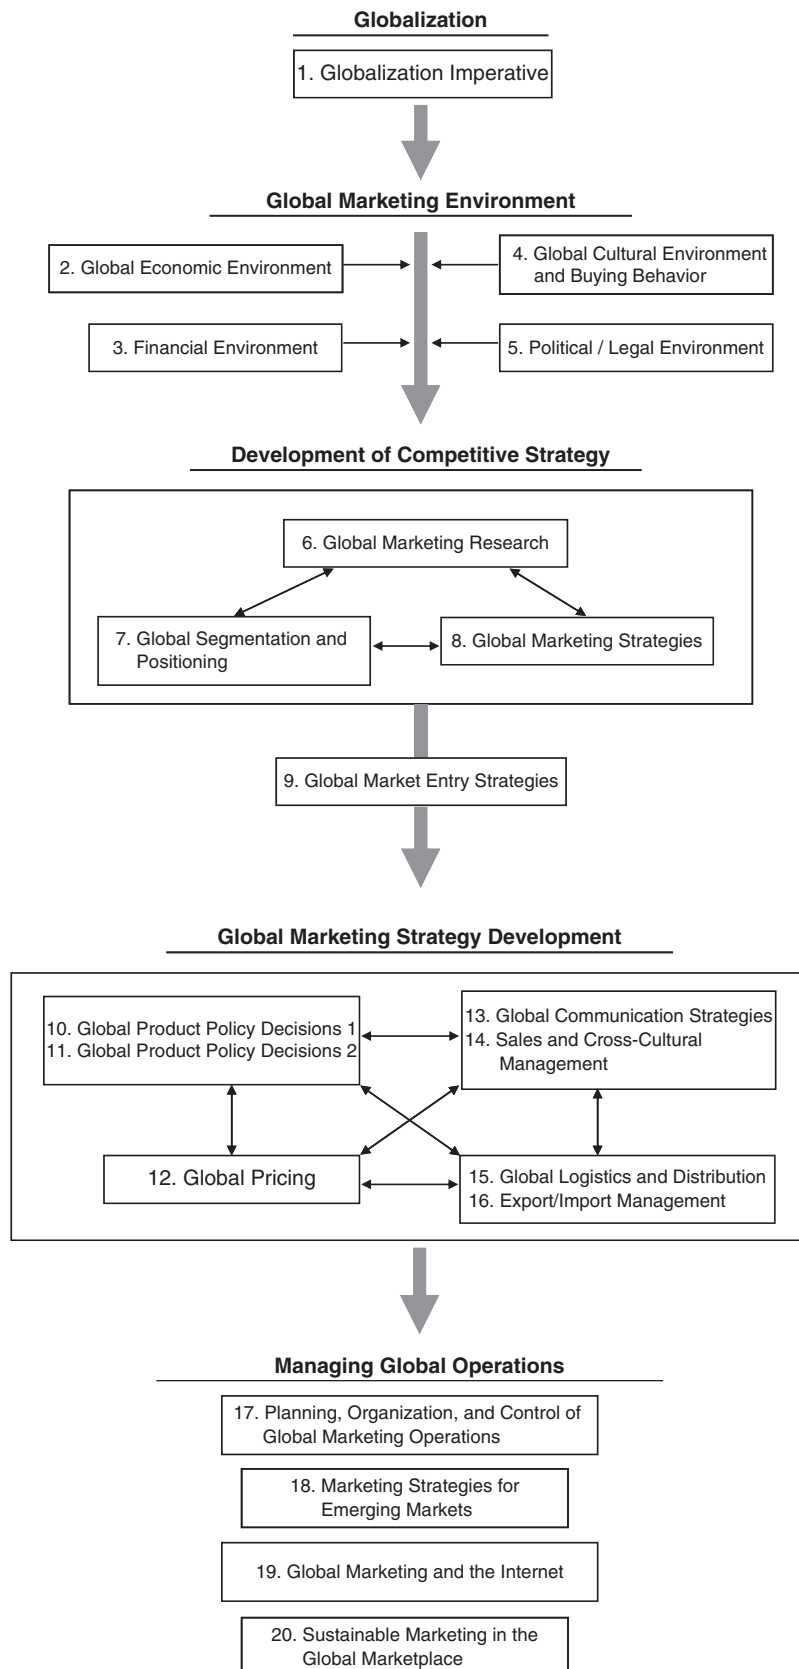 Globalization
1. Globalization Imperative
Global Marketing Environment
2. Global Economic Environment
4. Global Cultural Environment
and Buying Behavior
3. Financial Environment
5. Political / Legal Environment
Development of Competitive Strategy
6. Global Marketing Research
7. Global Segmentation and
Positioning
8. Global Marketing Strategies
9. Global Market Entry Strategies
Global Marketing Strategy Development
10. Global Product Policy Decisions 1
11. Global Product Policy Decisions 2
13. Global Communication Strategies
14. Sales and Cross-Cultural
Management
12. Global Pricing
15. Global Logistics and Distribution
16. Export/Import Management
Managing Global Operations
17. Planning, Organization, and Control of
Global Marketing Operations
18. Marketing Strategies for
Emerging Markets
19. Global Marketing and the Internet
20. Sustainable Marketing in the
Global Marketplace